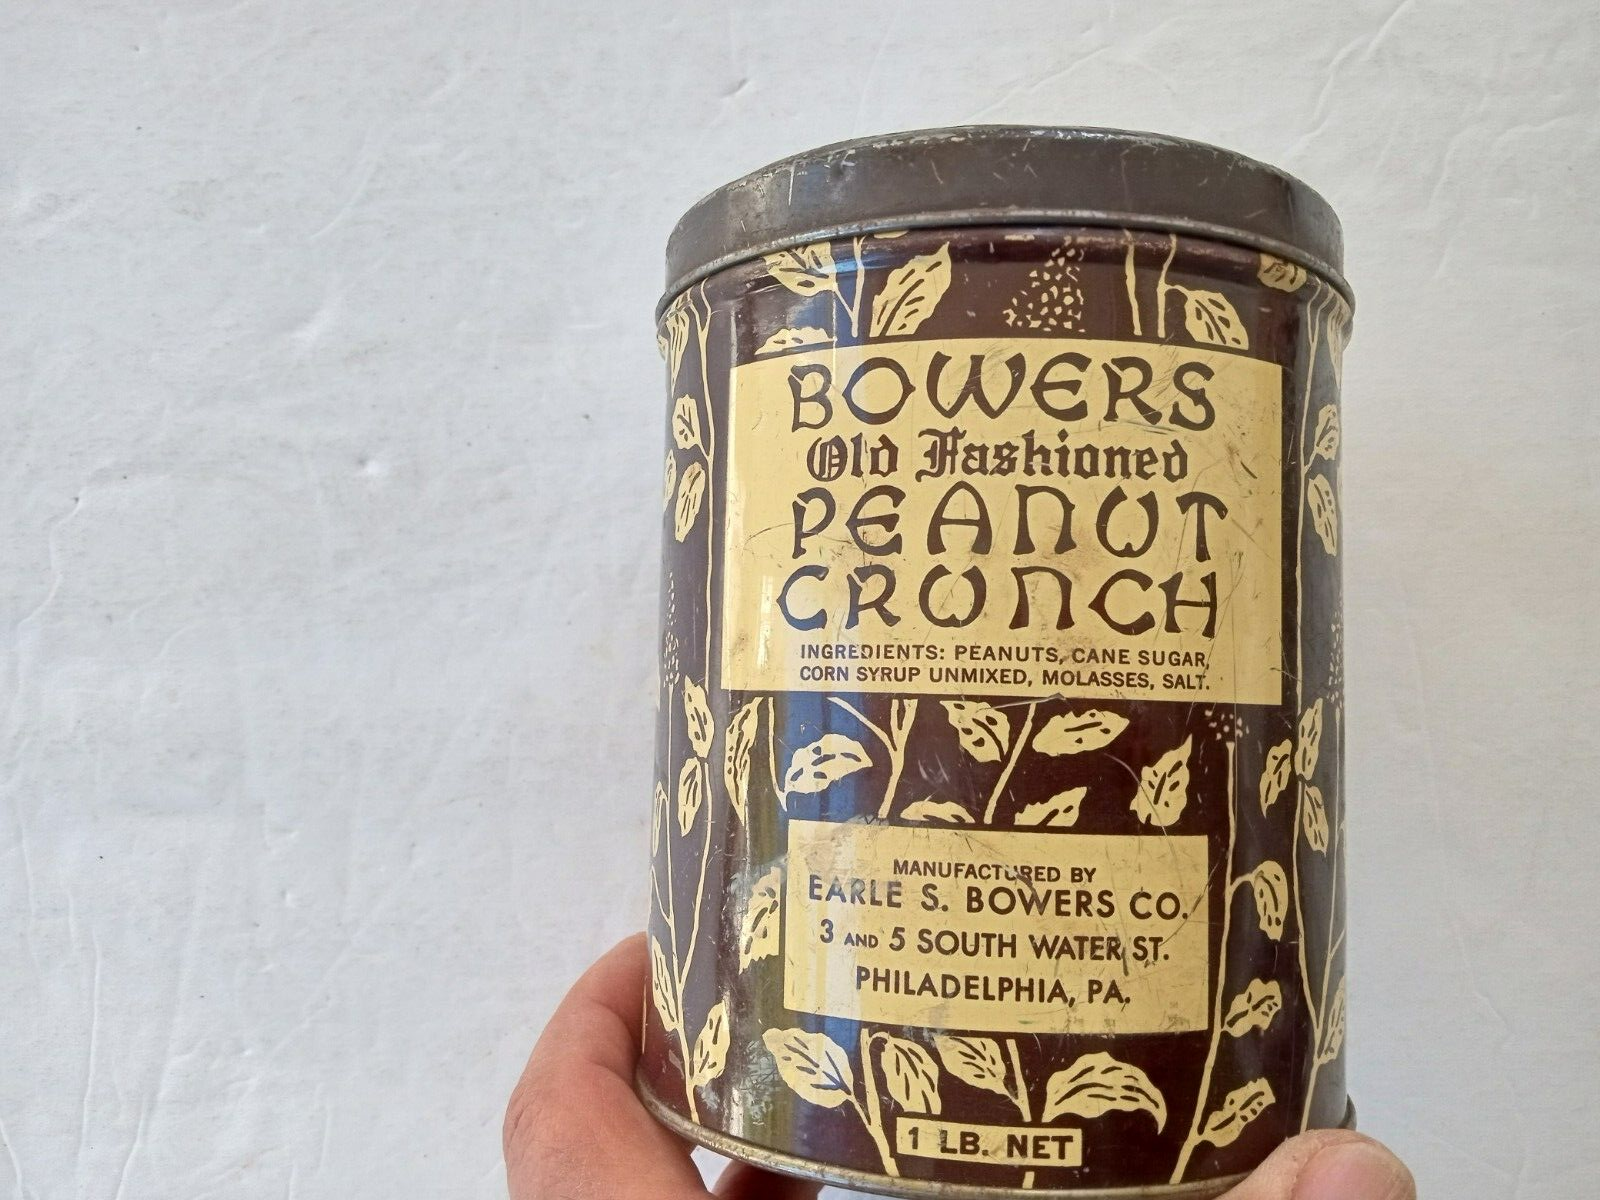 BOWERS
Old Fashioned
PEANUT
CRUNCH
INGREDIENTS: PEANUTS, CANE SUGAR,
CORN SYRUP UNMIXED, MOLASSES, SALT.
MANUFACTURED BY
EARLE S. BOWERS CO.
3 AND 5 SOUTH WATER ST.
PHILADELPHIA, PA.
1 LB. NET